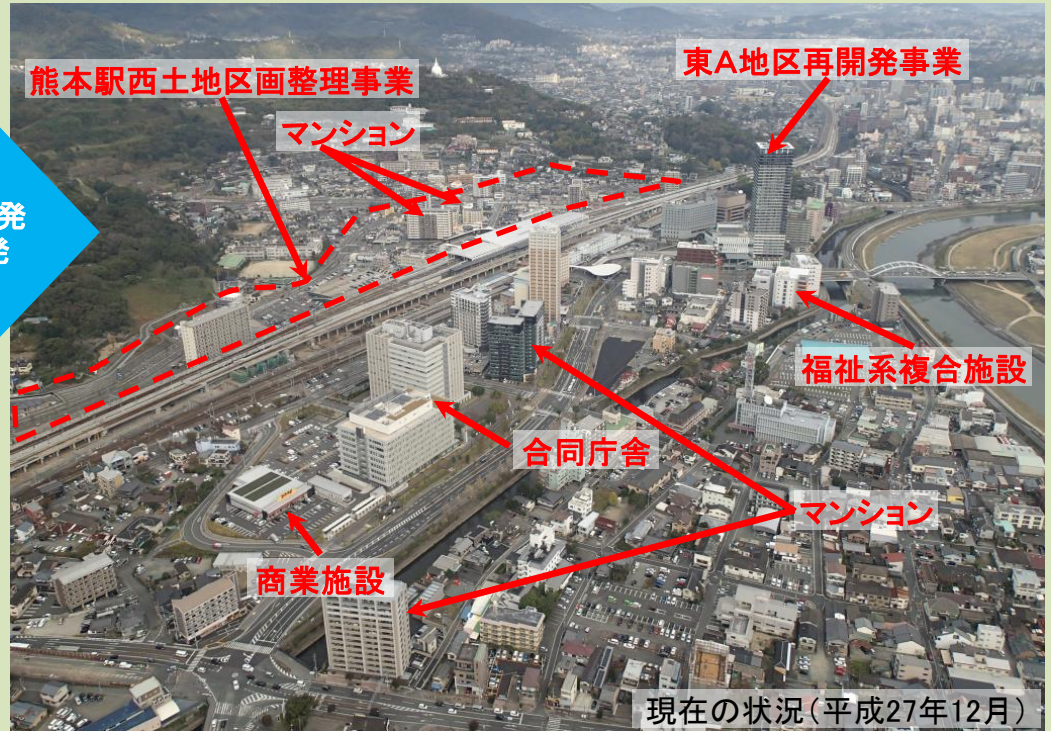 熊本駅西土地区画整理事業
東A地区再開発事業
マンション
発
発
福祉系複合施設
合同庁舎
マンション
商業施設
現在の状況(平成27年12月)